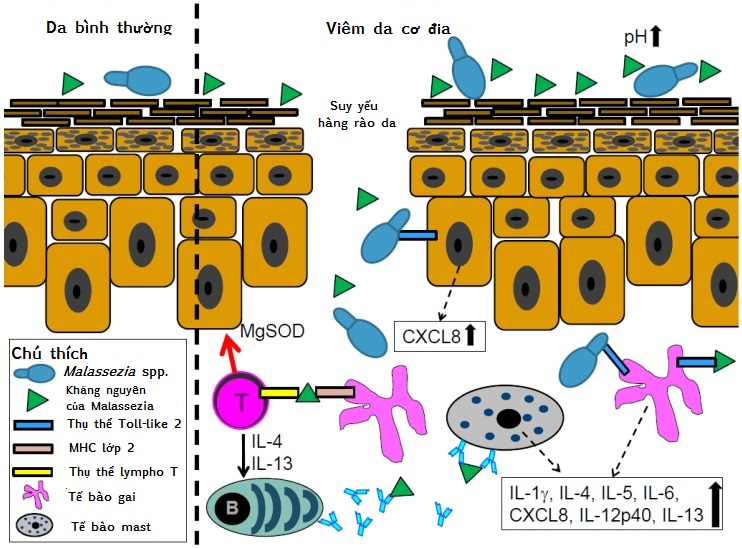 Da bình thường
Viêm da cơ địa
pH
Suy yếu
hàng rào da
CXCL8
MgSOD
T
IL-4
IL-13
B
IL-1γ, IL-4, IL-5, IL-6,
CXCL8, IL-12p40, IL-13
Chú thích
Malassezia spp.
Kháng nguyên
của Malassezia
Thụ thể Toll-like 2
MHC lớp 2
Thụ thể lympho T
Tế bào gai
Tế bào mast